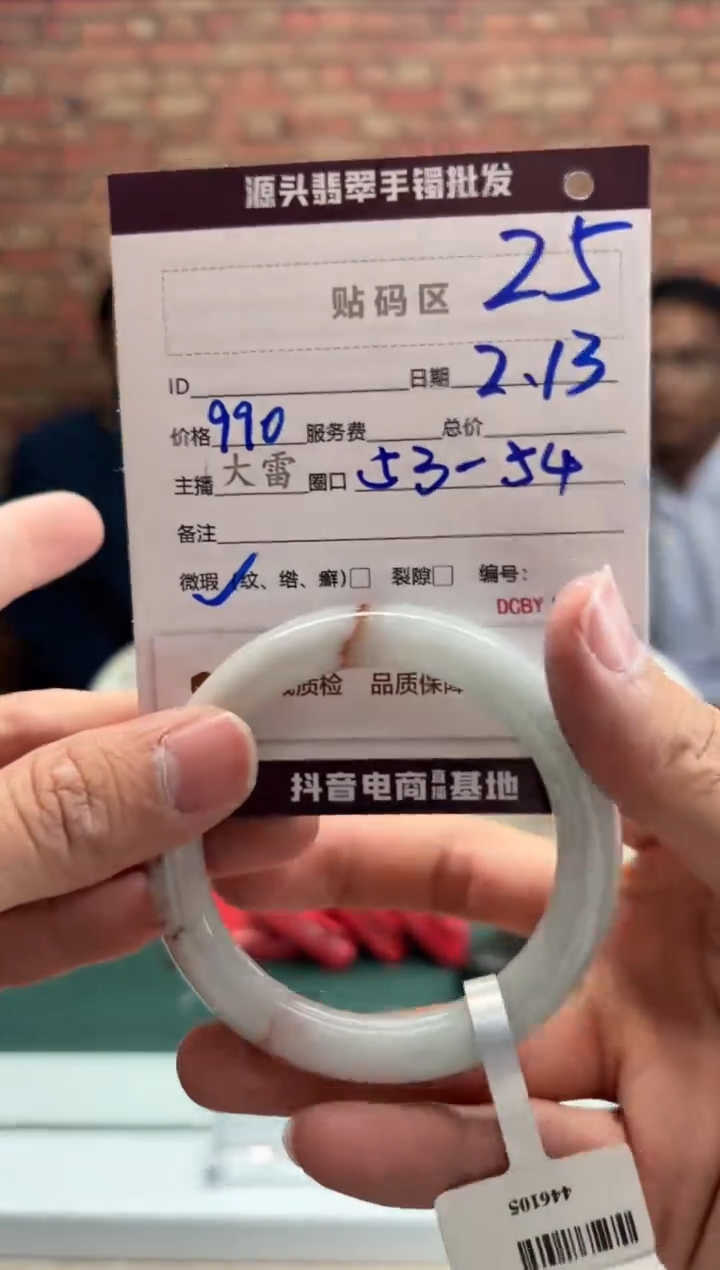 源头翡翠手镯批发
贴码区 25
ID 日期 2.13
价格 990 服务费 总价
主播 大雷 圈口 53-54
备注
微瑕 纹、绺、癣) 裂隙 编号:
DCBY
质检 品质保障
抖音电商直播基地
446105